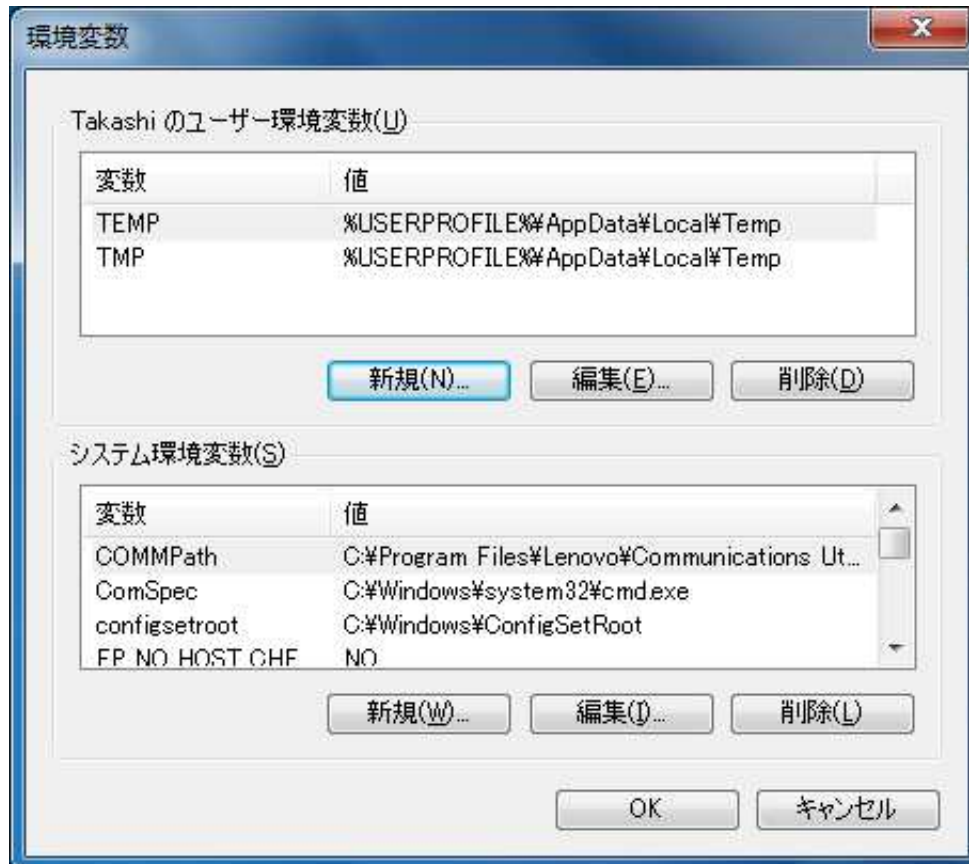 環境変数
Takashi のユーザー環境変数(U)
変数 値
TEMP %USERPROFILE%¥AppData¥Local¥Temp
TMP %USERPROFILE%¥AppData¥Local¥Temp
新規(N)... 編集(E)... 削除(D)
システム環境変数(S)
変数 値
COMMPath C:¥Program Files¥Lenovo¥Communications Ut...
ComSpec C:¥Windows¥system32¥cmd.exe
configsetroot C:¥Windows¥ConfigSetRoot
FP_NO_HOST_CHE... NO
新規(W)... 編集(I)... 削除(L)
OK キャンセル